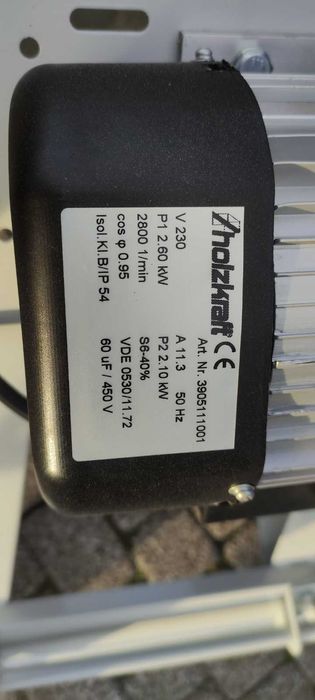 holzkraft CE
Art. Nr. 3905111001
V 230 A 11.3 50 Hz
P1 2.60 kW P2 2.10 kW
2800 1/min S6-40%
cos φ 0.95 VDE 0530/11.72
Isol.Kl.B/IP 54 60 uF / 450 V